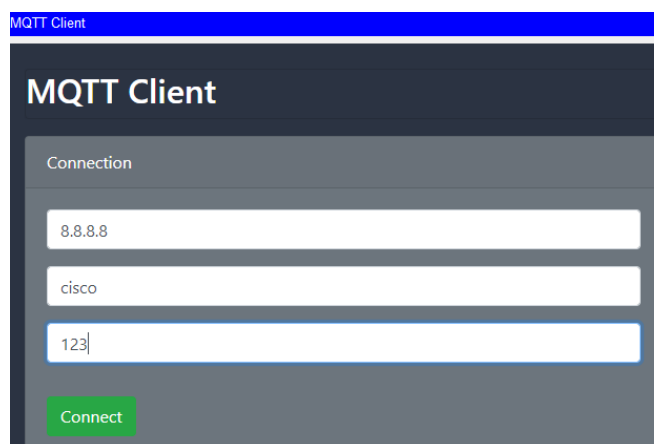 MQTT Client
MQTT Client
Connection
8.8.8.8
cisco
123
Connect